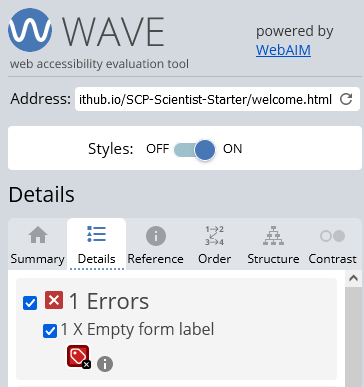 WAVE
web accessibility evaluation tool
powered by
WebAIM
Address: ithub.io/SCP-Scientist-Starter/welcome.html
Styles: OFF ON
Details
Summary Details Reference Order Structure Contrast
1 Errors
1 X Empty form label